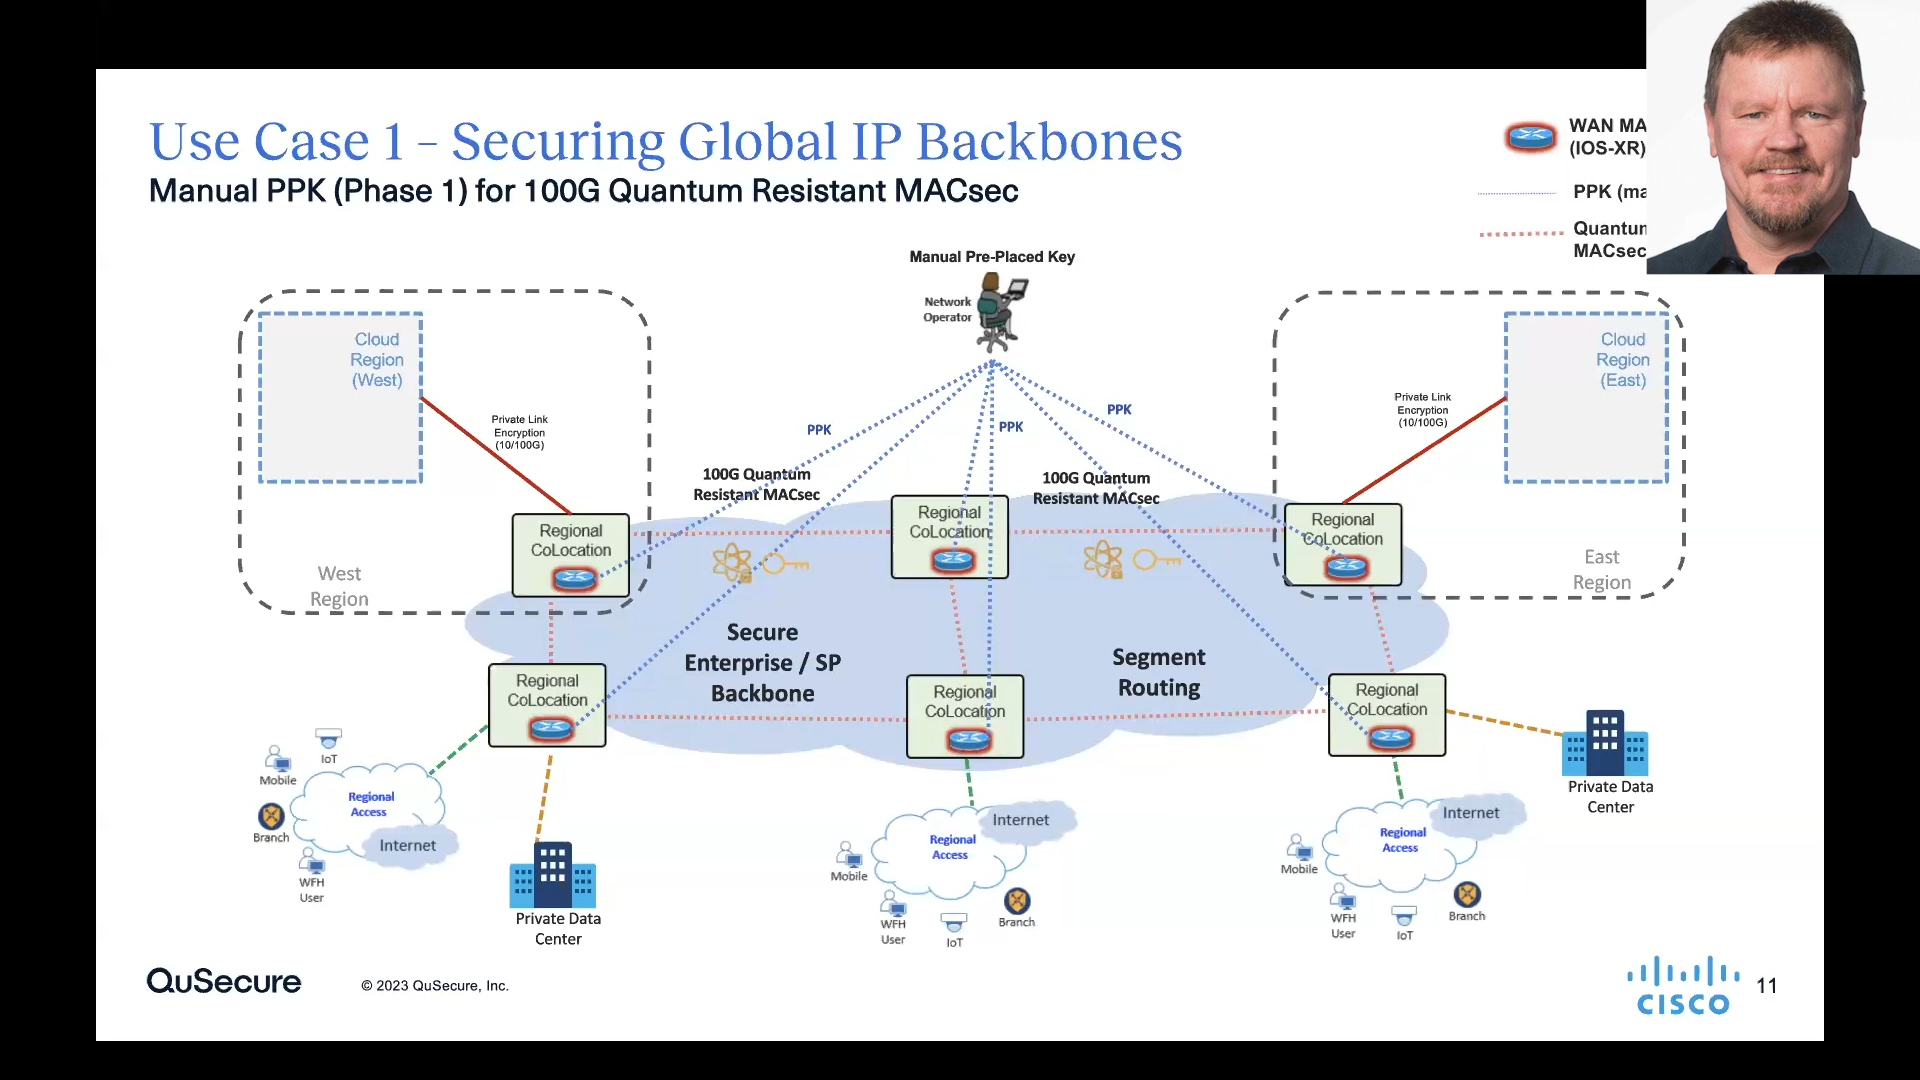 Use Case 1 – Securing Global IP Backbones
Manual PPK (Phase 1) for 100G Quantum Resistant MACsec
WAN MA
(IOS-XR)
PPK (ma
Quantum
MACsec
Manual Pre-Placed Key
Network
Operator
Cloud
Region
(West)
Private Link
Encryption
(10/100G)
West
Region
Cloud
Region
(East)
Private Link
Encryption
(10/100G)
East
Region
PPK
PPK
PPK
100G Quantum
Resistant MACsec
100G Quantum
Resistant MACsec
Regional
CoLocation
Regional
CoLocation
Regional
CoLocation
Secure
Enterprise / SP
Backbone
Segment
Routing
Regional
CoLocation
Regional
CoLocation
Regional
CoLocation
Mobile
IoT
Branch
WFH
User
Regional
Access
Internet
Private Data
Center
Mobile
WFH
User
IoT
Branch
Regional
Access
Internet
Mobile
WFH
User
IoT
Branch
Regional
Access
Internet
Private Data
Center
QuSecure
© 2023 QuSecure, Inc.
CISCO
11